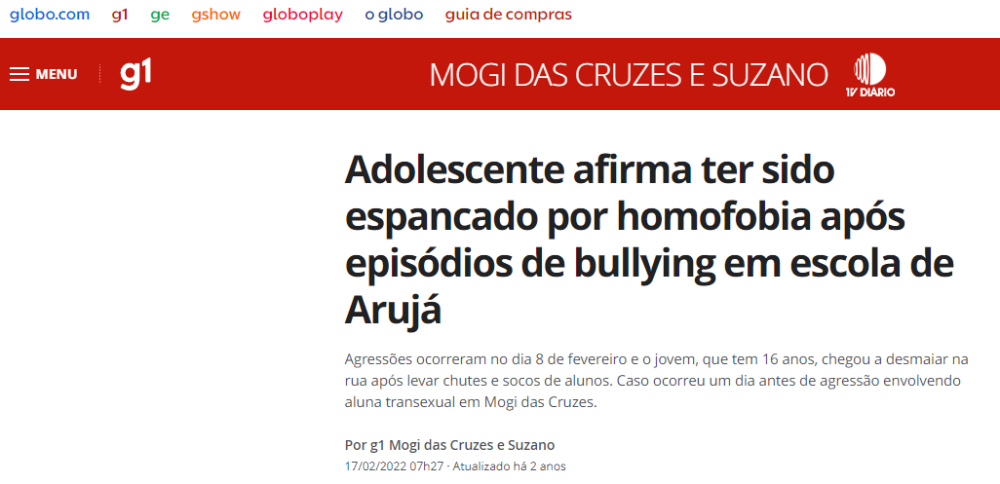 globo.com g1 ge gshow globoplay o globo guia de compras
MENU g1 MOGI DAS CRUZES E SUZANO TV DIÁRIO
Adolescente afirma ter sido
espancado por homofobia após
episódios de bullying em escola de
Arujá
Agressões ocorreram no dia 8 de fevereiro e o jovem, que tem 16 anos, chegou a desmaiar na
rua após levar chutes e socos de alunos. Caso ocorreu um dia antes de agressão envolvendo
aluna transexual em Mogi das Cruzes.
Por g1 Mogi das Cruzes e Suzano
17/02/2022 07h27 · Atualizado há 2 anos